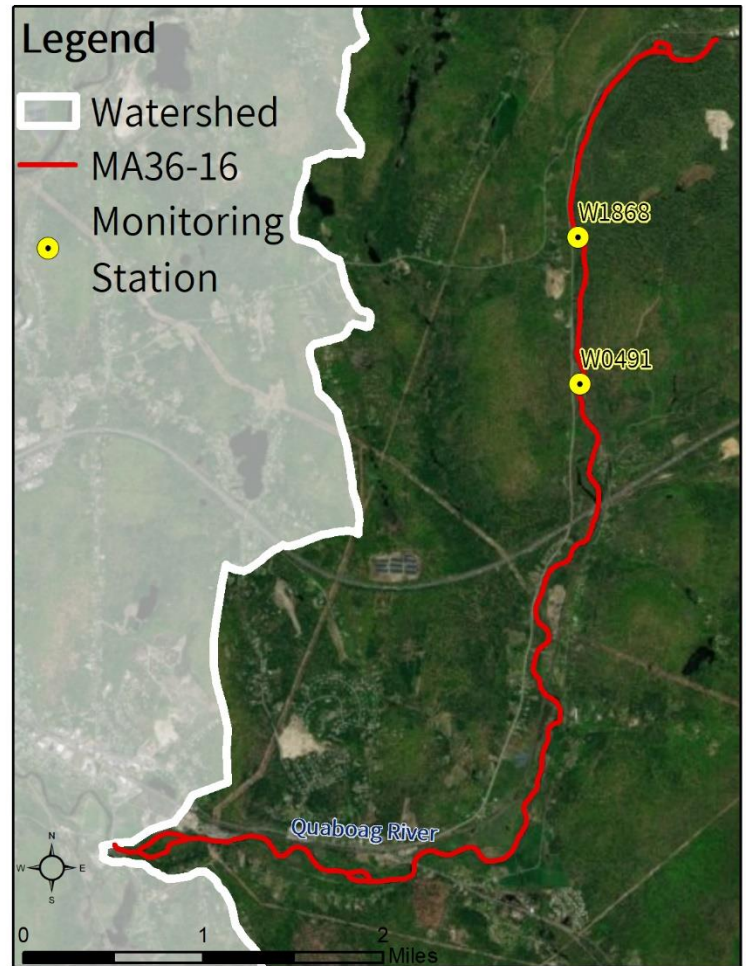 Legend
Watershed
MA36-16
Monitoring
Station
W1868
W0491
Quaboag River
N
W E
S
0 1 2
Miles